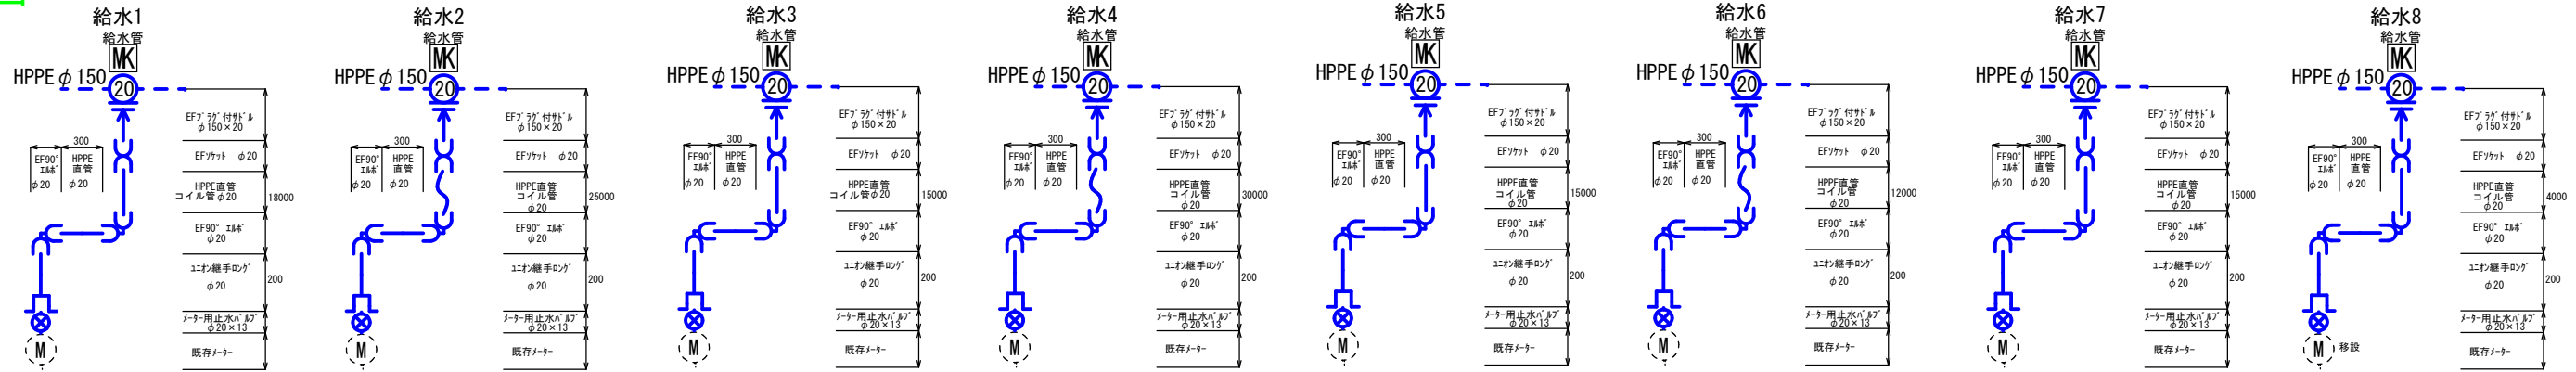 給水1
給水管
MK
HPPEφ150
20
EFプラグ付サドル
φ150×20
300
EF90°
エルボ
φ20
HPPE
直管
φ20
EFソケット φ20
HPPE直管
コイル管φ20
18000
EF90° エルボ
φ20
ユニオン継手ロング
φ20
200
メーター用止水バルブ
φ20×13
M
既存メーター
給水2
給水管
MK
HPPEφ150
20
EFプラグ付サドル
φ150×20
300
EF90°
エルボ
φ20
HPPE
直管
φ20
EFソケット φ20
HPPE直管
コイル管
φ20
25000
EF90° エルボ
φ20
ユニオン継手ロング
φ20
200
メーター用止水バルブ
φ20×13
M
既存メーター
給水3
給水管
MK
HPPEφ150
20
EFプラグ付サドル
φ150×20
300
EF90°
エルボ
φ20
HPPE
直管
φ20
EFソケット φ20
HPPE直管
コイル管φ20
15000
EF90° エルボ
φ20
ユニオン継手ロング
φ20
200
メーター用止水バルブ
φ20×13
M
既存メーター
給水4
給水管
MK
HPPEφ150
20
EFプラグ付サドル
φ150×20
300
EF90°
エルボ
φ20
HPPE
直管
φ20
EFソケット φ20
HPPE直管
コイル管
φ20
30000
EF90° エルボ
φ20
ユニオン継手ロング
φ20
200
メーター用止水バルブ
φ20×13
M
既存メーター
給水5
給水管
MK
HPPEφ150
20
EFプラグ付サドル
φ150×20
300
EF90°
エルボ
φ20
HPPE
直管
φ20
EFソケット φ20
HPPE直管
コイル管
φ20
15000
EF90° エルボ
φ20
ユニオン継手ロング
φ20
200
メーター用止水バルブ
φ20×13
M
既存メーター
給水6
給水管
MK
HPPEφ150
20
EFプラグ付サドル
φ150×20
300
EF90°
エルボ
φ20
HPPE
直管
φ20
EFソケット φ20
HPPE直管
コイル管
φ20
12000
EF90° エルボ
φ20
ユニオン継手ロング
φ20
200
メーター用止水バルブ
φ20×13
M
既存メーター
給水7
給水管
MK
HPPEφ150
20
EFプラグ付サドル
φ150×20
300
EF90°
エルボ
φ20
HPPE
直管
φ20
EFソケット φ20
HPPE直管
コイル管
φ20
15000
EF90° エルボ
φ20
ユニオン継手ロング
φ20
200
メーター用止水バルブ
φ20×13
M
既存メーター
給水8
給水管
MK
HPPEφ150
20
EFプラグ付サドル
φ150×20
300
EF90°
エルボ
φ20
HPPE
直管
φ20
EFソケット φ20
HPPE直管
コイル管
φ20
4000
EF90° エルボ
φ20
ユニオン継手ロング
φ20
200
メーター用止水バルブ
φ20×13
M 移設
既存メーター